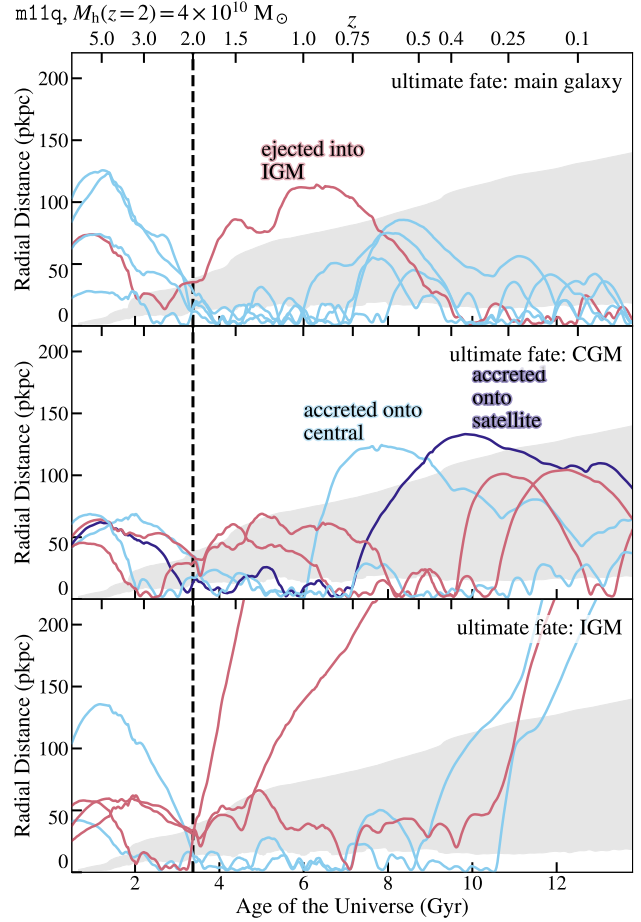 m11q, M_h(z=2)=4×10^10 M_⊙
z
5.0 3.0 2.0 1.5 1.0 0.75 0.5 0.4 0.25 0.1
200
150
100
50
0
Radial Distance (pkpc)
ultimate fate: main galaxy
ejected into
IGM
200
150
100
50
0
Radial Distance (pkpc)
ultimate fate: CGM
accreted onto
central
accreted
onto
satellite
200
150
100
50
0
Radial Distance (pkpc)
ultimate fate: IGM
2 4 6 8 10 12
Age of the Universe (Gyr)